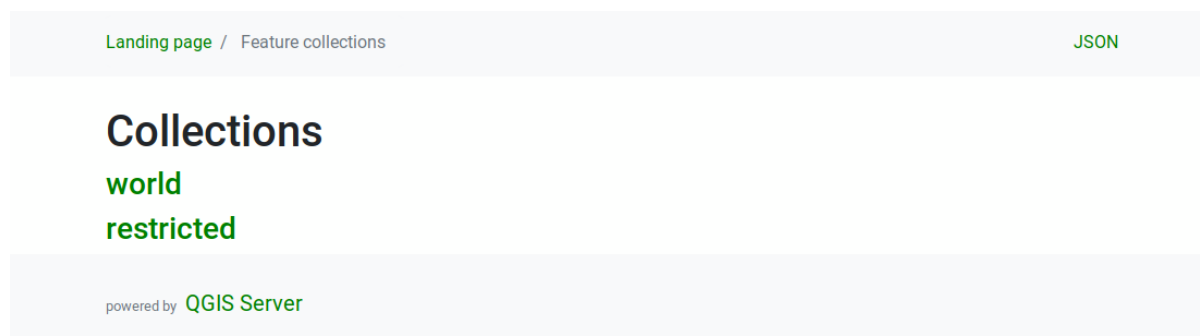 Landing page / Feature collections JSON
Collections
world
restricted
powered by QGIS Server